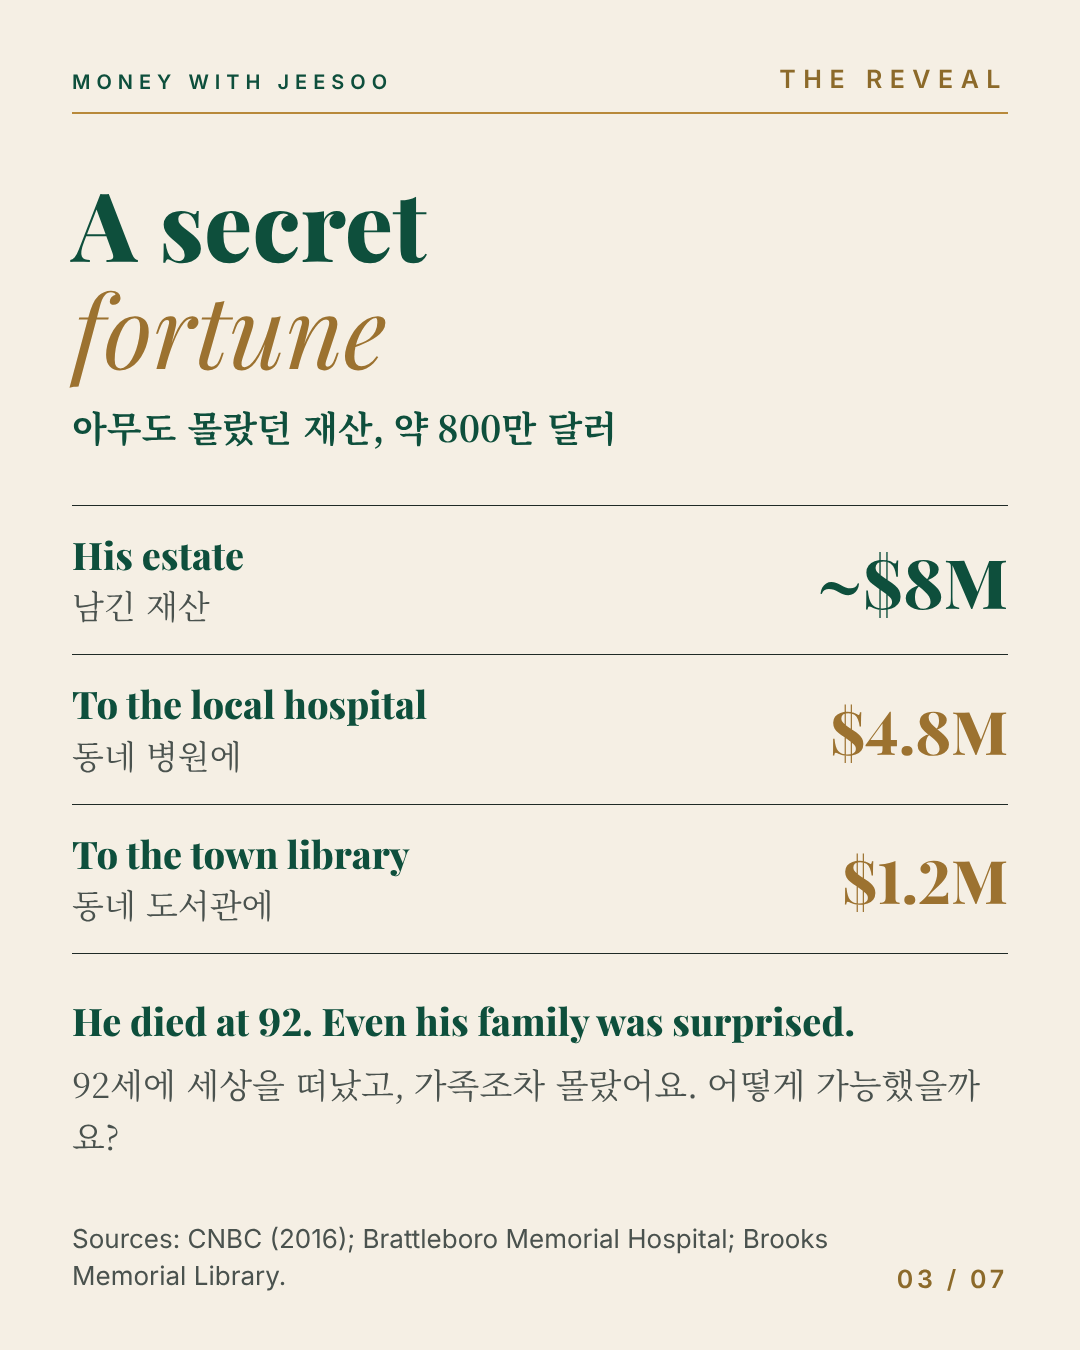 MONEY WITH JEESOO
THE REVEAL
A secret
fortune
아무도 몰랐던 재산, 약 800만 달러
His estate
남긴 재산
~$8M
To the local hospital
동네 병원에
$4.8M
To the town library
동네 도서관에
$1.2M
He died at 92. Even his family was surprised.
92세에 세상을 떠났고, 가족조차 몰랐어요. 어떻게 가능했을까
요?
Sources: CNBC (2016); Brattleboro Memorial Hospital; Brooks
Memorial Library.
03 / 07